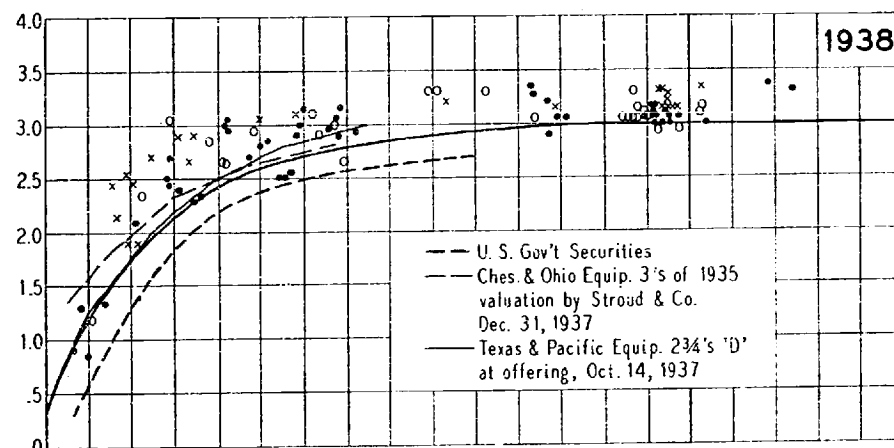 4.0
1938
3.5
3.0
2.5
2.0
U. S. Gov't Securities
Ches. & Ohio Equip. 3's of 1935
1.5
valuation by Stroud & Co.
Dec. 31, 1937
1.0
Texas & Pacific Equip. 2¾'s "D"
.5
at offering, Oct. 14, 1937
0